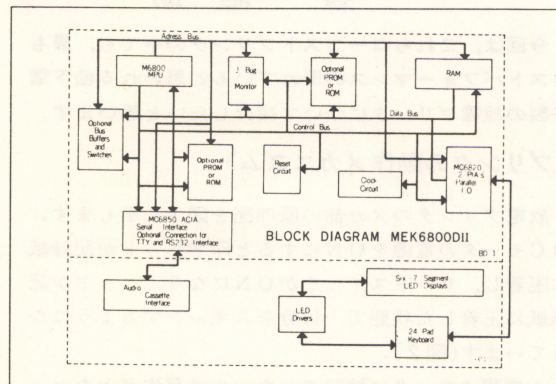 Adress Bus
M6800
MPU
J Bug
Monitor
Optional
PROM
or
ROM
RAM
Data Bus
Control Bus
Optional
Bus
Buffers
and
Switches
Optional
PROM or
ROM
Reset
Circuit
Clock
Circuit
MC6820
2 PIA's
Parallel
I O
MC6850 ACIA
Serial Interface
Optional Connection for
TTY and RS232 Interface
BLOCK DIAGRAM MEK6800DII
BD 1
Audio
Cassette
Interface
Six -7 Segment
LED Displays
LED
Drivers
24 Pad
Keyboard